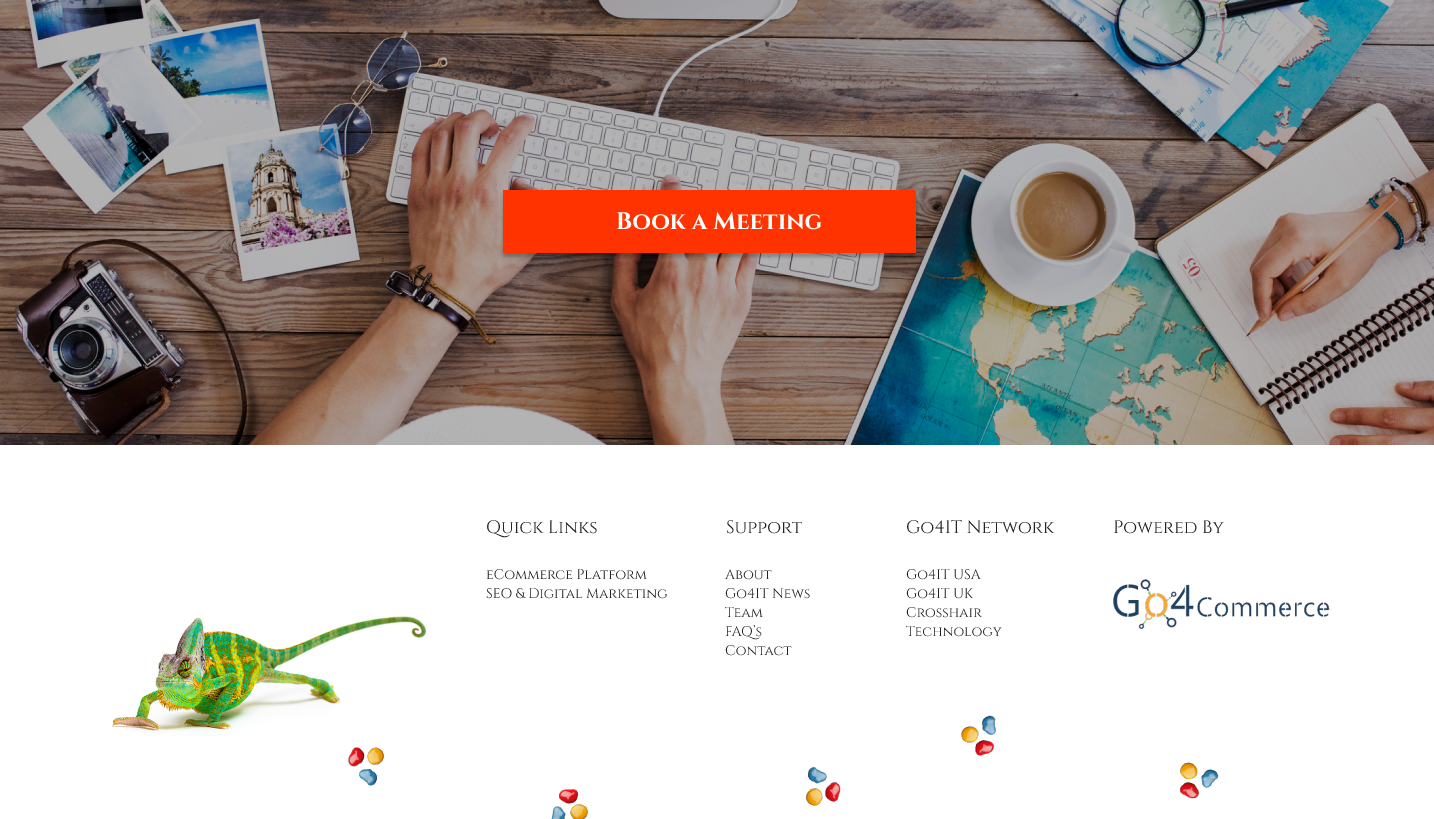 Book a Meeting
Quick Links
eCommerce Platform
SEO & Digital Marketing
Support
About
Go4IT News
Team
FAQ's
Contact
Go4IT Network
Go4IT USA
Go4IT UK
Crosshair
Technology
Powered By
Go4Commerce